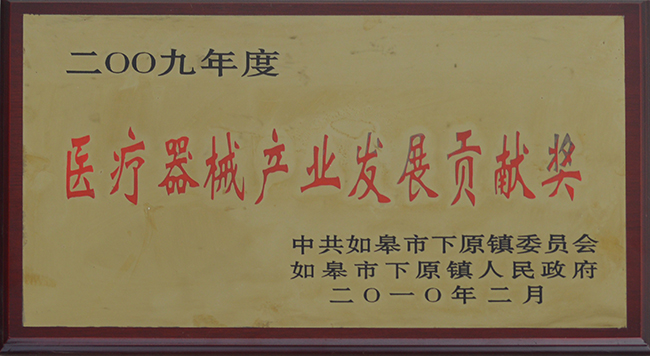 二〇〇九年度
医疗器械产业发展贡献奖
中共如皋市下原镇委员会
如皋市下原镇人民政府
二〇一〇年二月